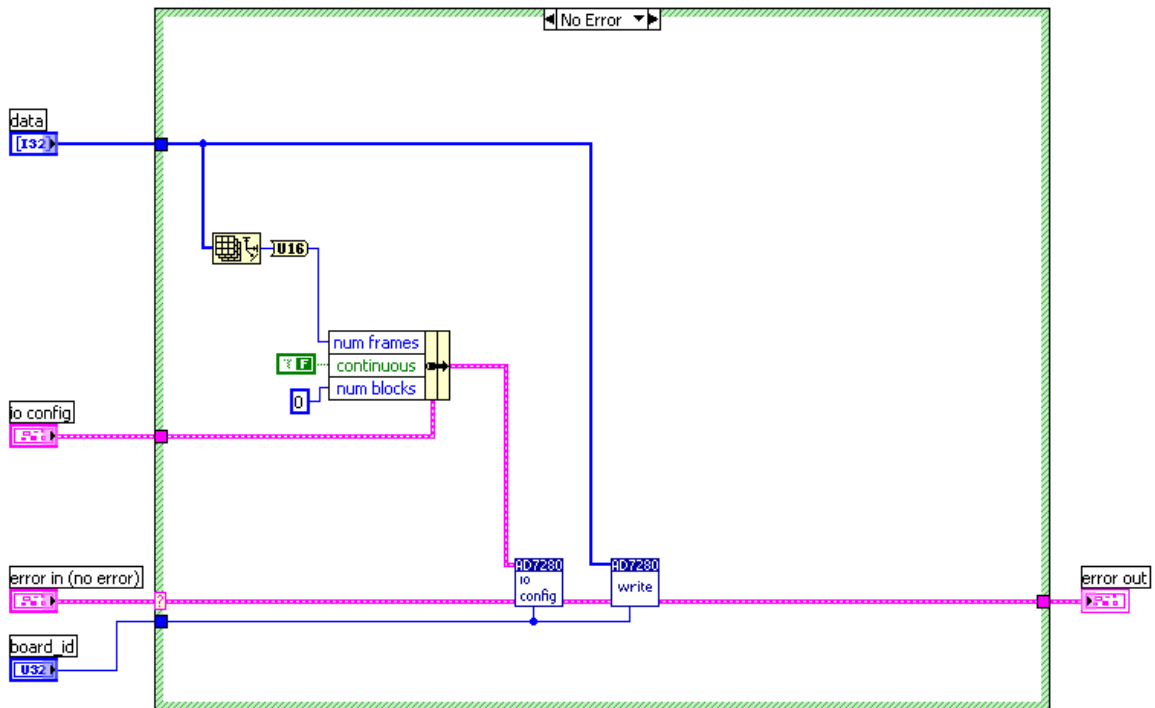 No Error
data
[I32]
U16
num frames
F
continuous
num blocks
0
io config
AD7280
io
config
AD7280
write
error in (no error)
?
error out
board_id
U32